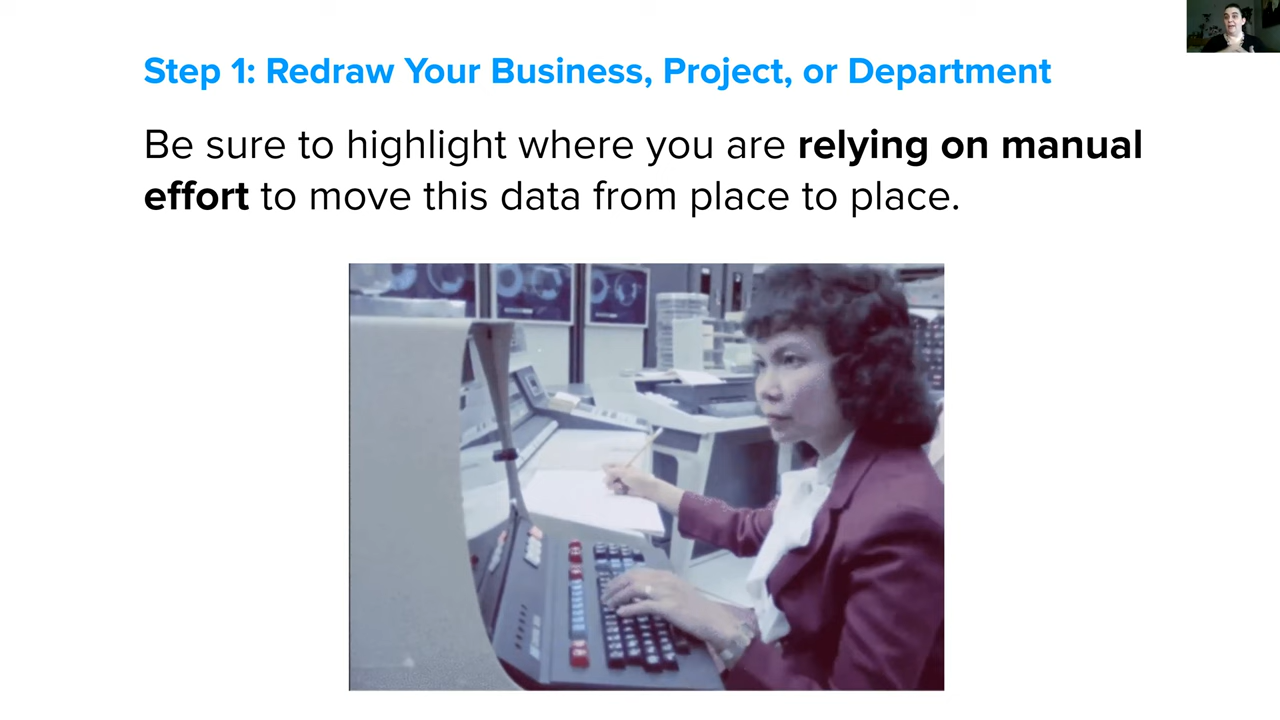 Step 1: Redraw Your Business, Project, or Department
Be sure to highlight where you are relying on manual
effort to move this data from place to place.